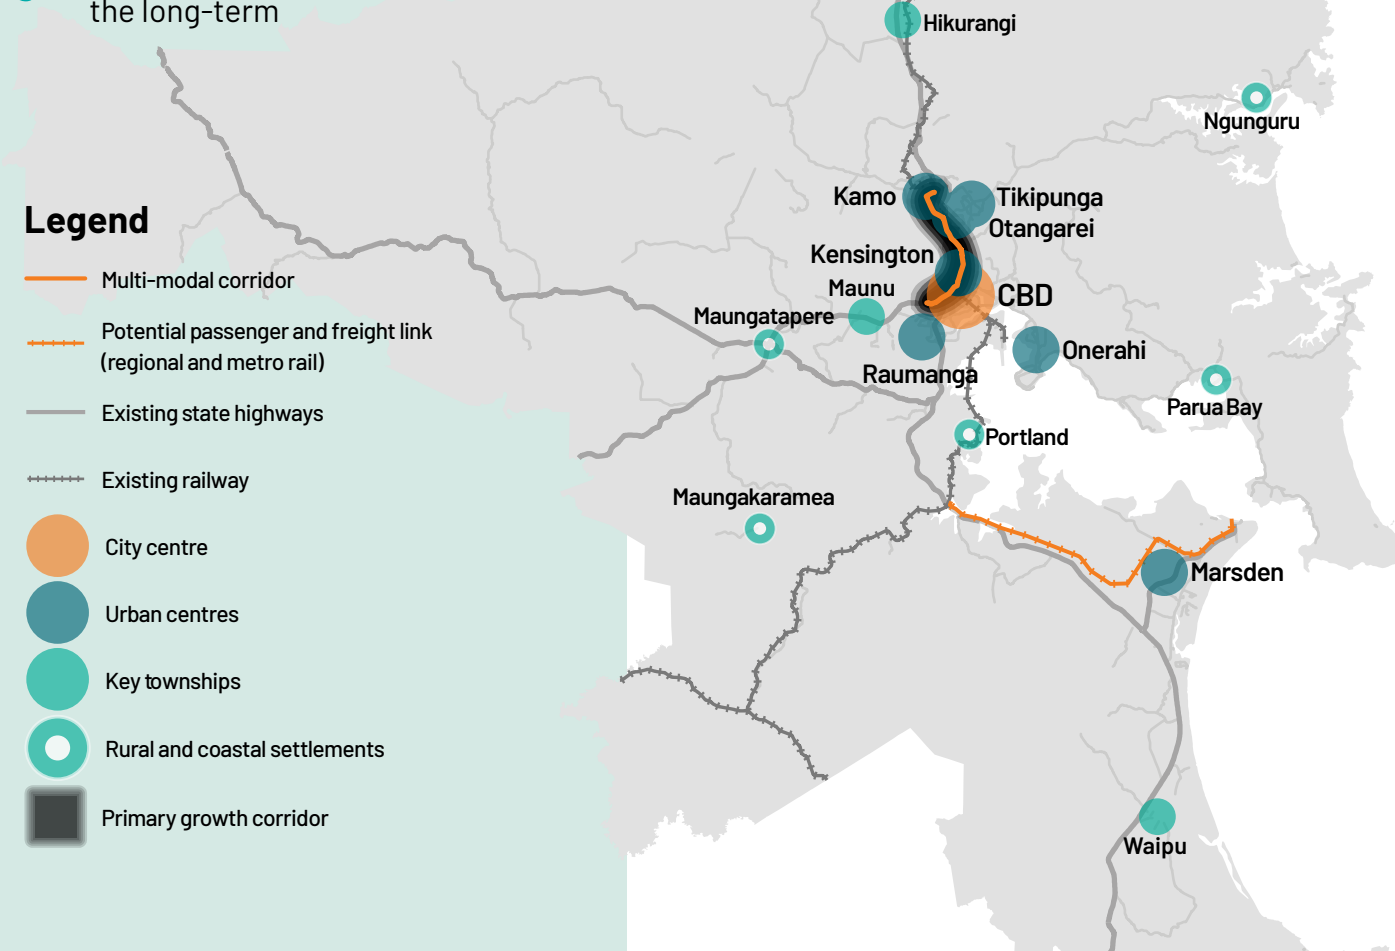 the long-term
Legend
Multi-modal corridor
Potential passenger and freight link
(regional and metro rail)
Existing state highways
Existing railway
City centre
Urban centres
Key townships
Rural and coastal settlements
Primary growth corridor
Hikurangi
Ngunguru
Kamo
Tikipunga
Otangarei
Kensington
Maunu
CBD
Maungatapere
Onerahi
Raumanga
Parua Bay
Portland
Maungakaramea
Marsden
Waipu